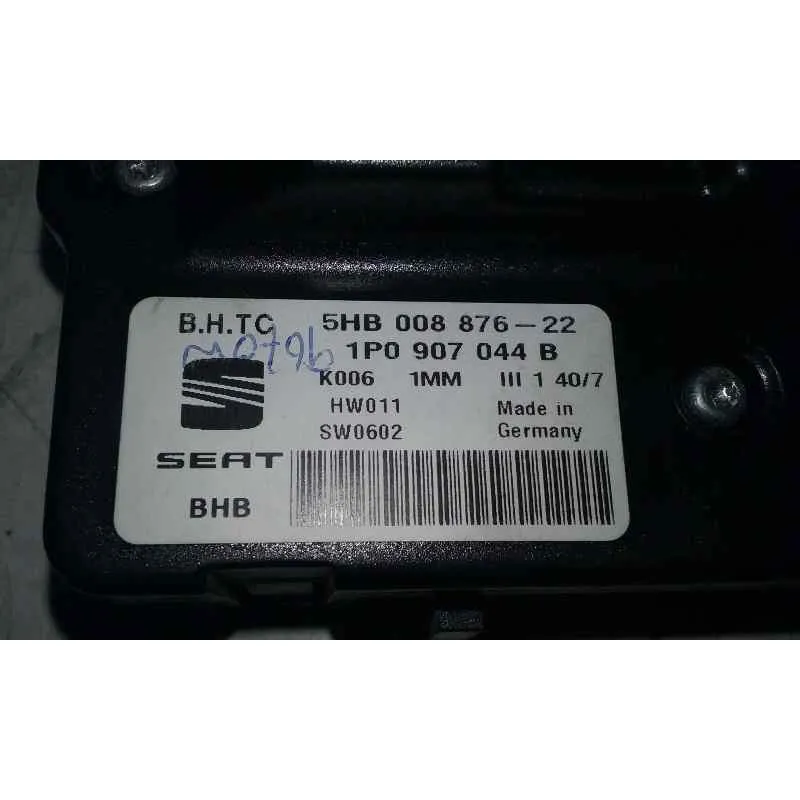 B.H.TC 5HB 008 876-22
1P0 907 044 B
K006 1MM III 1 40/7
HW011 Made in
SW0602 Germany
SEAT
BHB